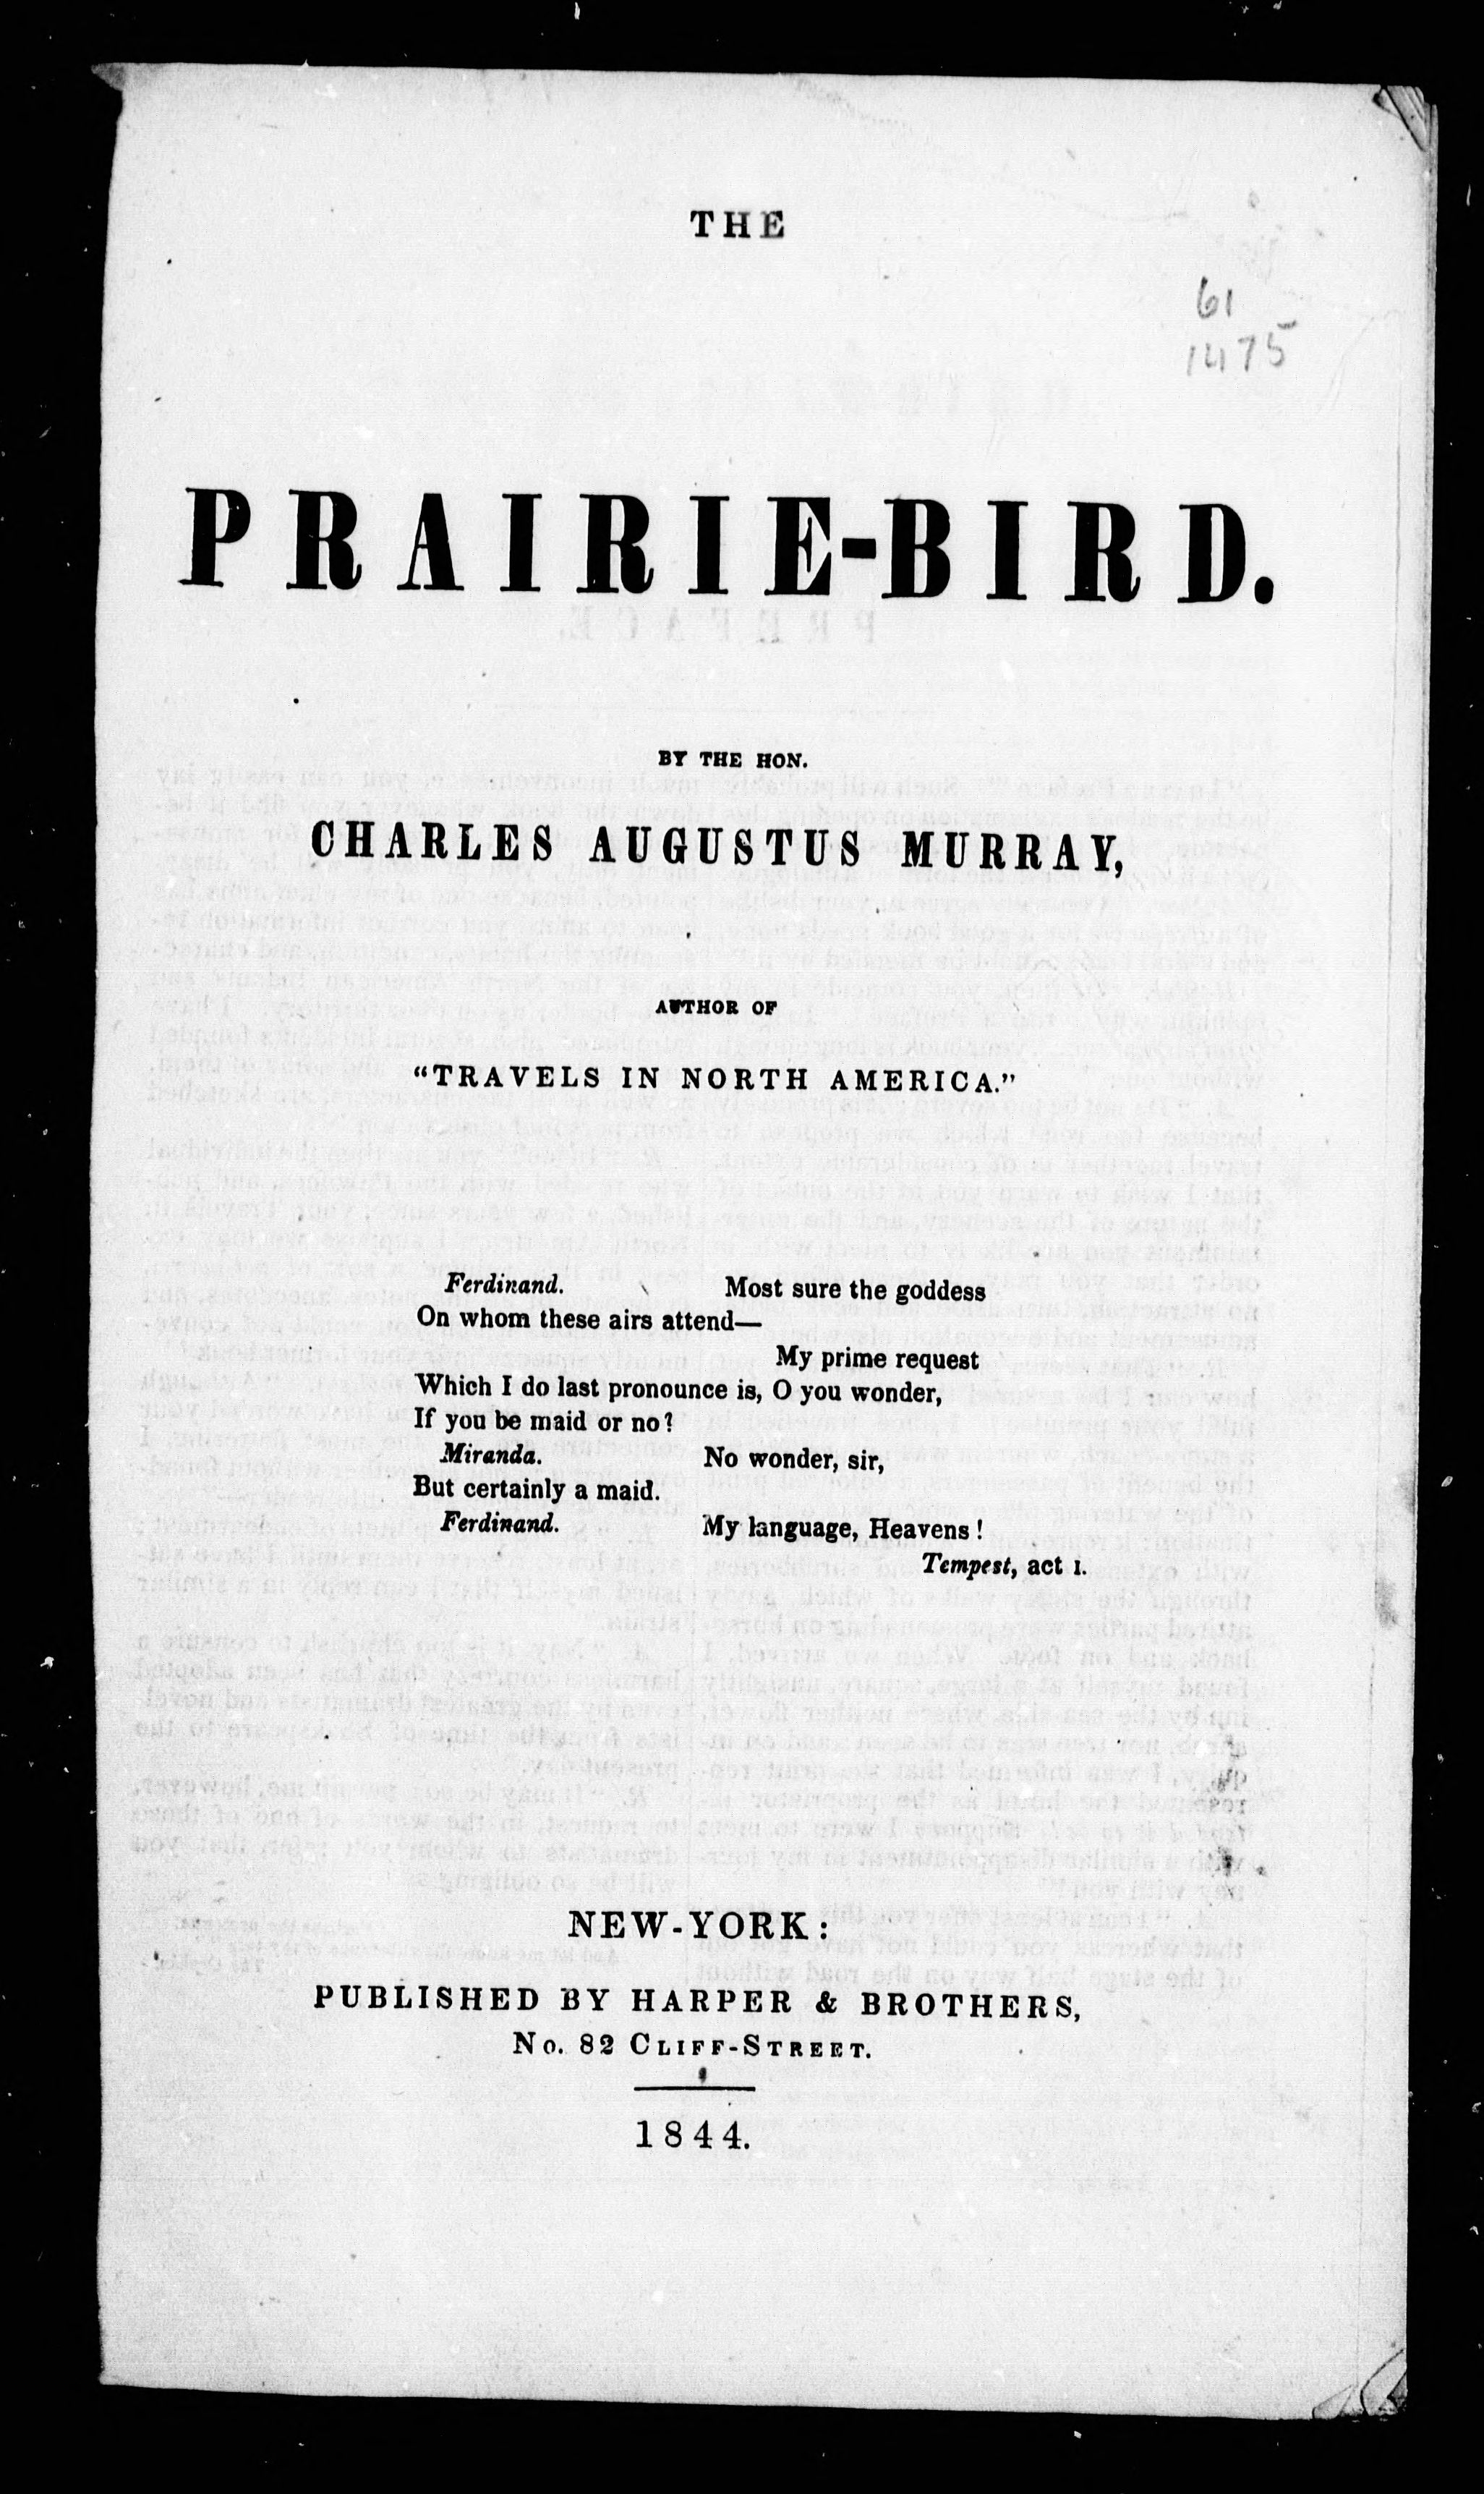 THE
61
1475
PRAIRIE-BIRD.
BY THE HON.
CHARLES AUGUSTUS MURRAY,
AUTHOR OF
"TRAVELS IN NORTH AMERICA."
Ferdinand. Most sure the goddess
On whom these airs attend—
My prime request
Which I do last pronounce is, O you wonder,
If you be maid or no?
Miranda. No wonder, sir,
But certainly a maid.
Ferdinand. My language, Heavens!
Tempest, act I.
NEW-YORK:
PUBLISHED BY HARPER & BROTHERS,
No. 82 CLIFF-STREET.
1844.